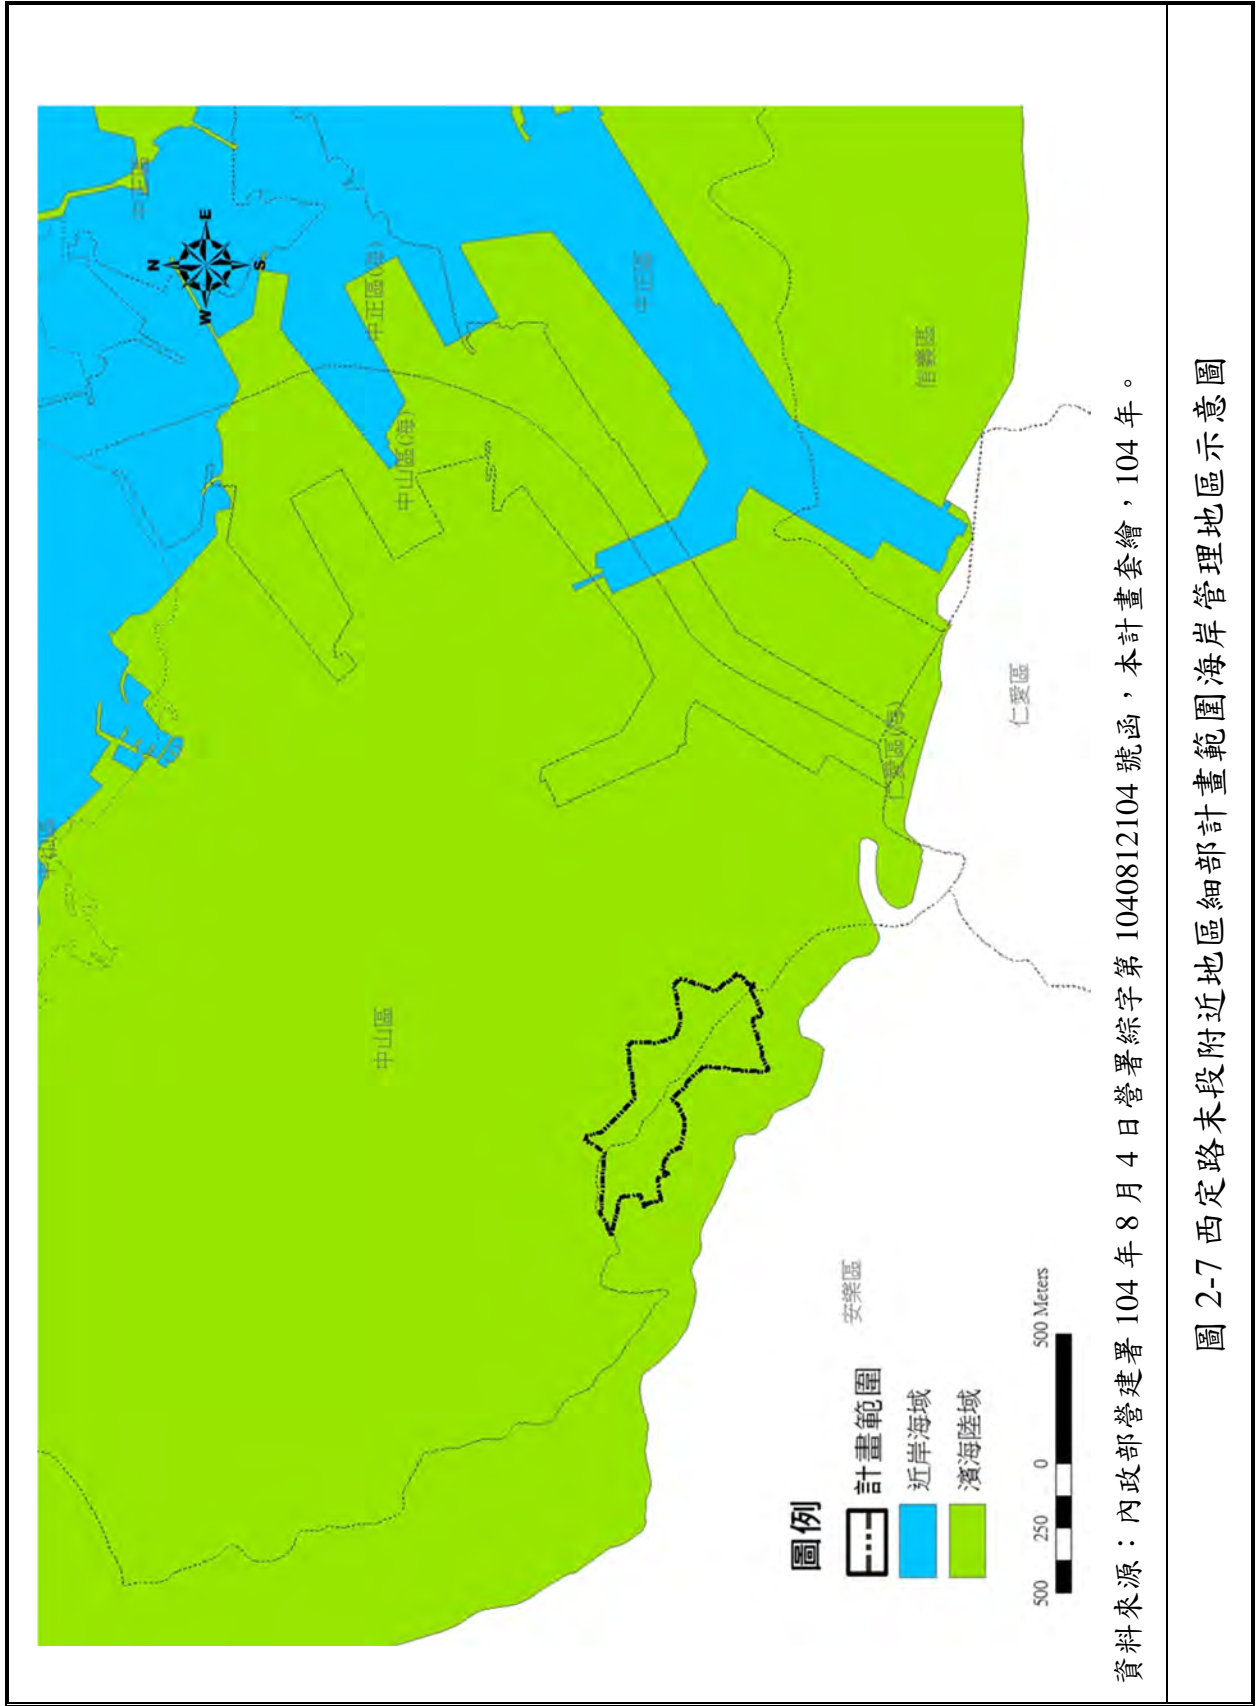 中正區
N
W E
S
中正區(海)
中山區(海)
中山區
中正區
信義區
仁愛區(海)
仁愛區
安樂區
圖例
計畫範圍
近岸海域
濱海陸域
500 250 0 500 Meters
資料來源：內政部營建署 104 年 8 月 4 日營署綜字第 1040812104 號函，本計畫套繪，104 年。
圖 2-7 西定路末段附近地區細部計畫範圍海岸管理地區示意圖